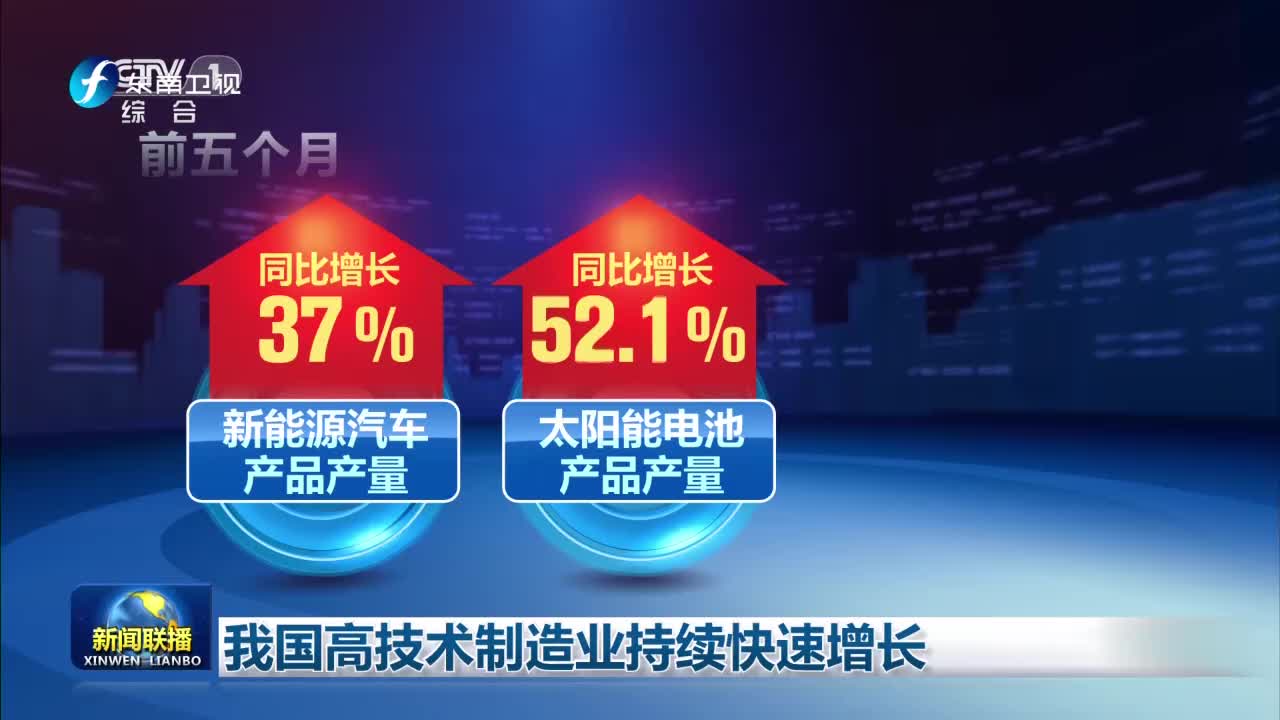 CCTV 1
东南卫视
综 合
前五个月
同比增长
37%
新能源汽车
产品产量
同比增长
52.1%
太阳能电池
产品产量
新闻联播
XINWEN LIANBO
我国高技术制造业持续快速增长